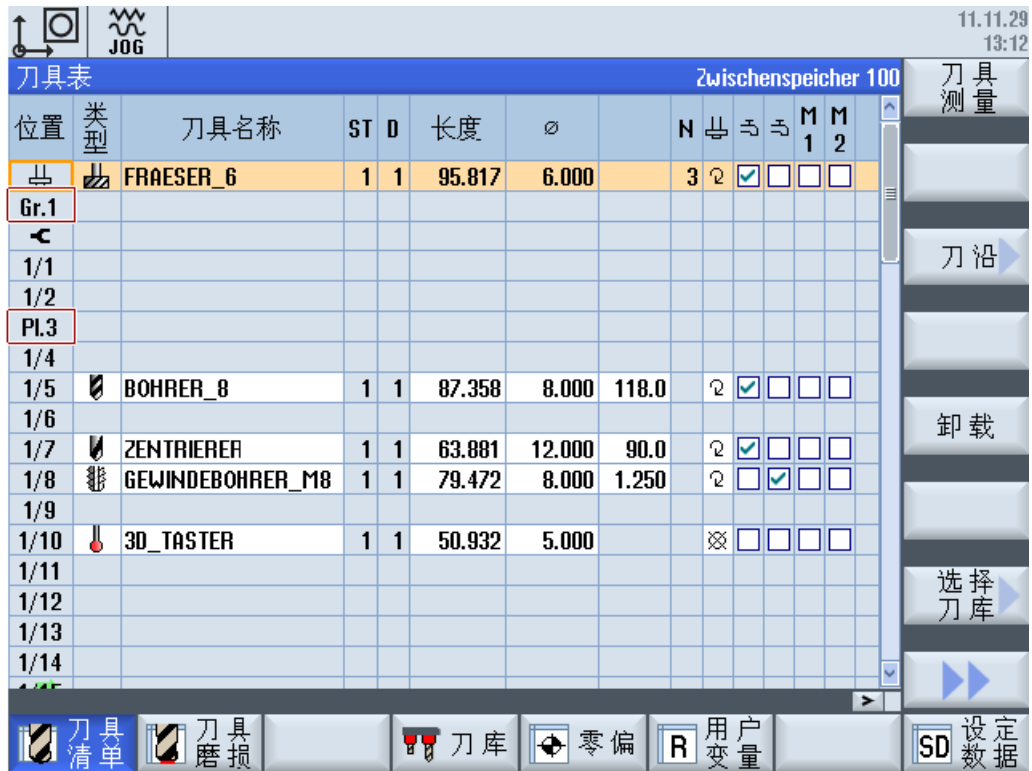 JOG
11.11.29
13:12
刀具表 Zwischenspeicher 100
位置 类型 刀具名称 ST D 长度 Ø N M1 M2
FRAESER_6 1 1 95.817 6.000 3
Gr.1
1/1
1/2
Pl.3
1/4
1/5 BOHRER_8 1 1 87.358 8.000 118.0
1/6
1/7 ZENTRIERER 1 1 63.881 12.000 90.0
1/8 GEWINDEBOHRER_M8 1 1 79.472 8.000 1.250
1/9
1/10 3D_TASTER 1 1 50.932 5.000
1/11
1/12
1/13
1/14
刀具
测量
刀沿
卸载
选择
刀库
刀具
清单
刀具
磨损
刀库
零偏
R 用户
变量
SD 设定
数据